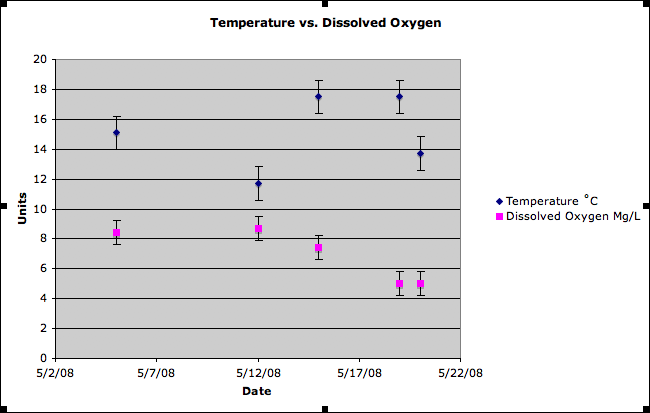 Temperature vs. Dissolved Oxygen
20
18
16
14
12
10
8
6
4
2
0
Units
5/2/08 5/7/08 5/12/08 5/17/08 5/22/08
Date
Temperature ˚C
Dissolved Oxygen Mg/L